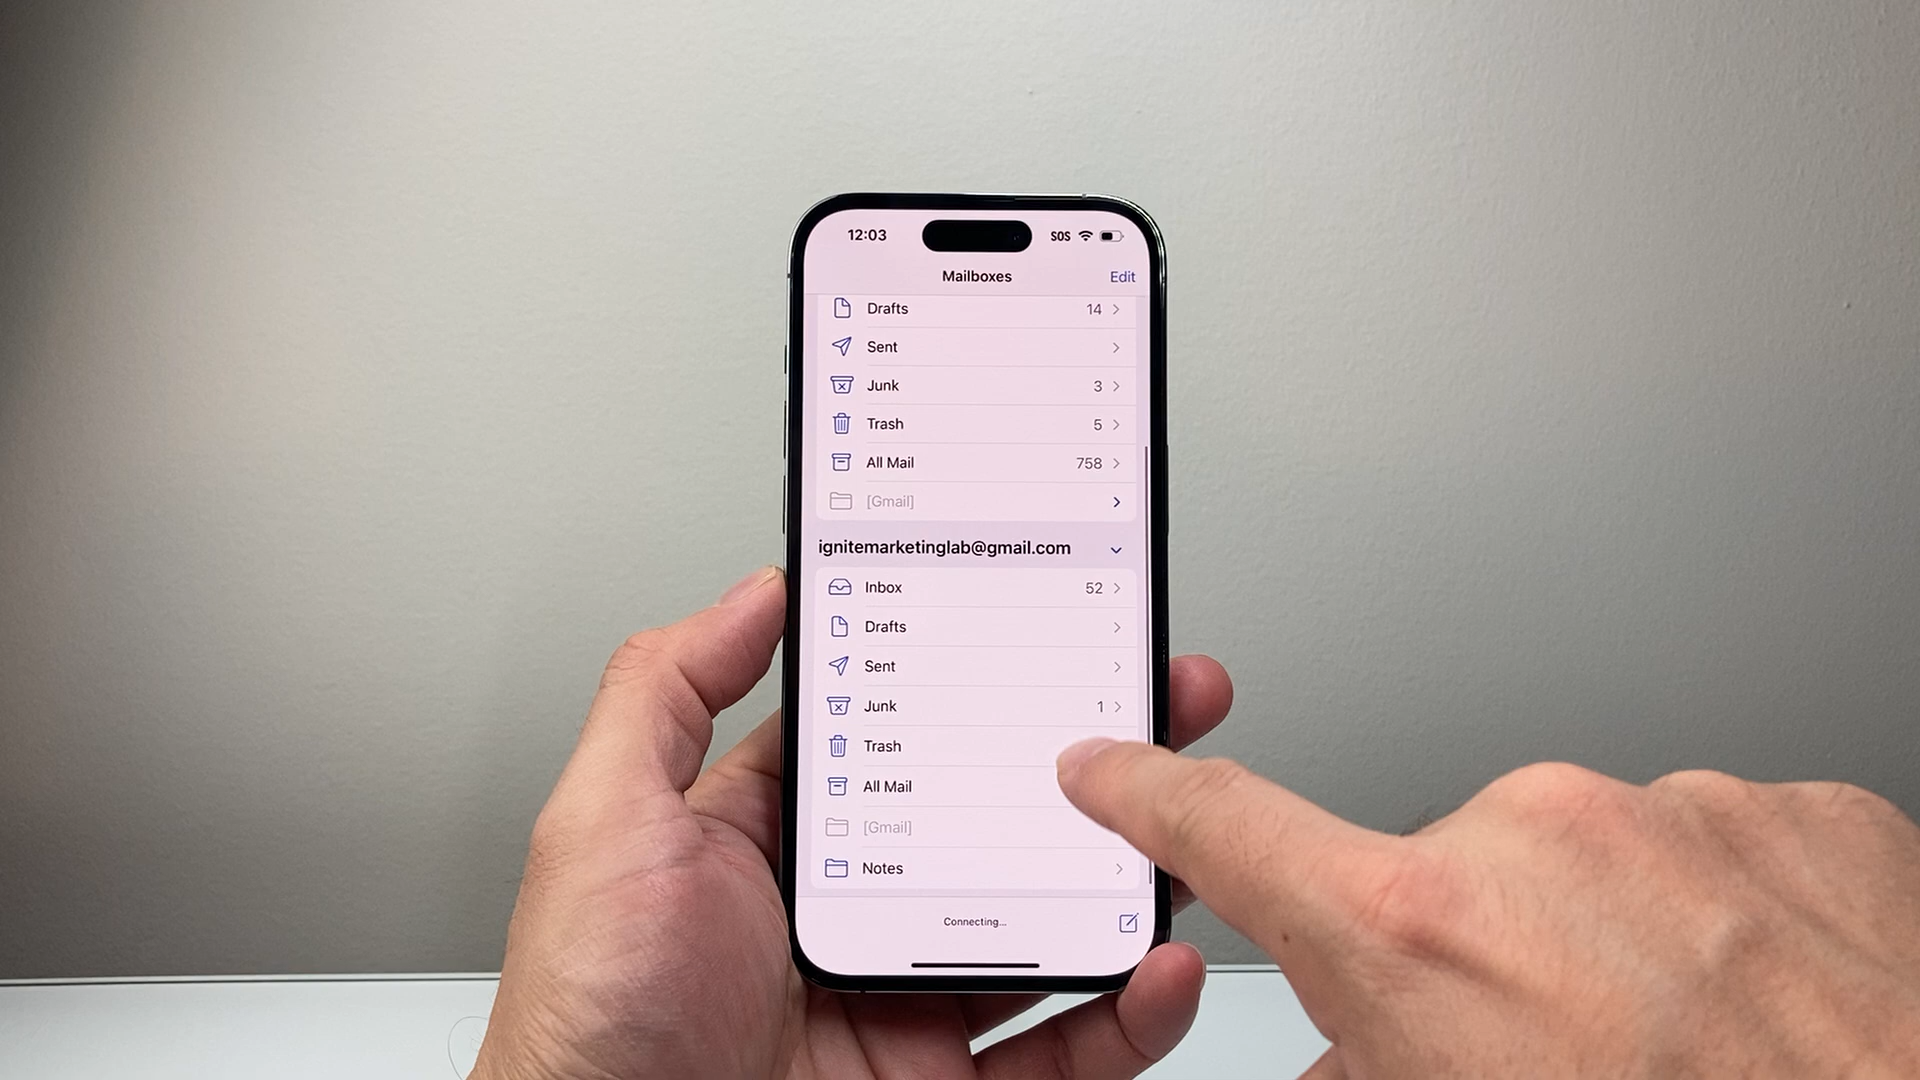 12:03 SOS
Mailboxes Edit
Drafts 14
Sent
Junk 3
Trash 5
All Mail 758
[Gmail]
ignitemarketinglab@gmail.com
Inbox 52
Drafts
Sent
Junk 1
Trash
All Mail
[Gmail]
Notes
Connecting...